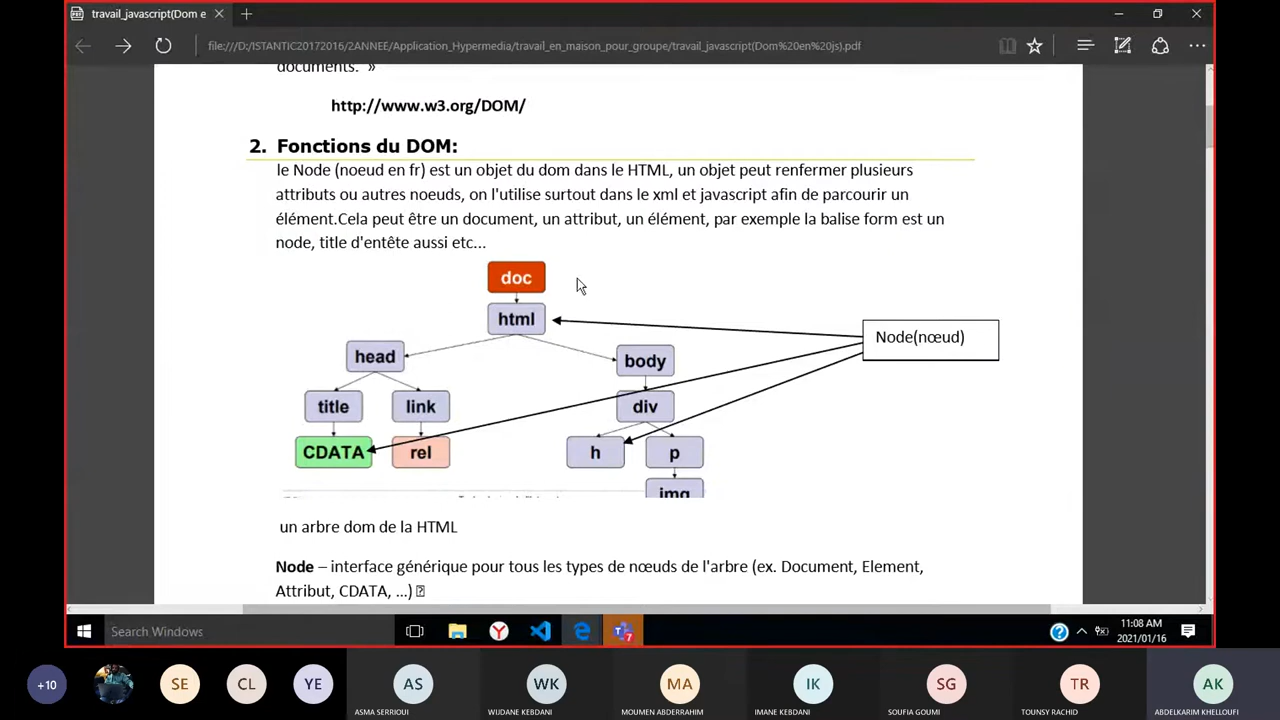 travail_javascript(Dom e
file:///D:/ISTANTIC20172016/2ANNEE/Application_Hypermedia/travail_en_maison_pour_groupe/travail_javascript(Dom%20en%20js).pdf
documents. »
http://www.w3.org/DOM/
2. Fonctions du DOM:
le Node (noeud en fr) est un objet du dom dans le HTML, un objet peut renfermer plusieurs
attributs ou autres noeuds, on l'utilise surtout dans le xml et javascript afin de parcourir un
élément.Cela peut être un document, un attribut, un élément, par exemple la balise form est un
node, title d'entête aussi etc...
doc
html
Node(nœud)
head
body
title
link
div
CDATA
rel
h
p
img
un arbre dom de la HTML
Node – interface générique pour tous les types de nœuds de l'arbre (ex. Document, Element,
Attribut, CDATA, ...)
Search Windows
7
11:08 AM
2021/01/16
+10
SE
CL
YE
AS
WK
MA
IK
SG
TR
AK
ASMA SERRIOUI
WIJDANE KEBDANI
MOUMEN ABDERRAHIM
IMANE KEBDANI
SOUFIA GOUMI
TOUNSY RACHID
ABDELKARIM KHELLOUFI